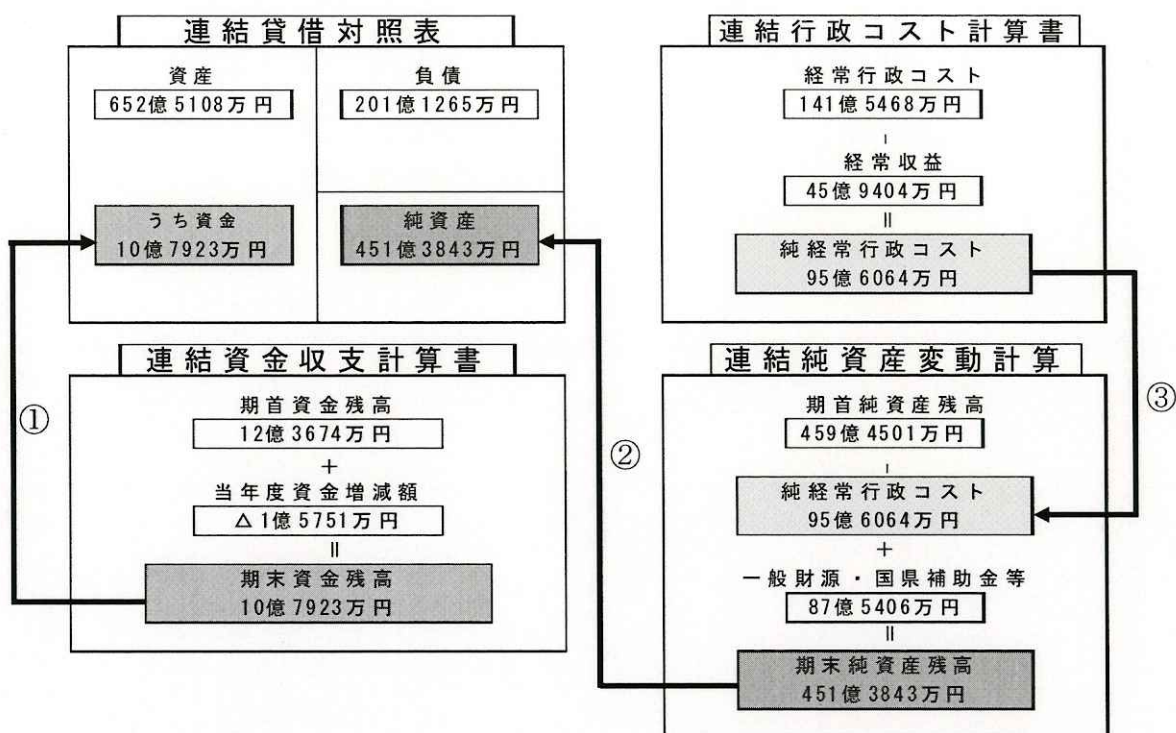 連結貸借対照表
資産
652億5108万円
負債
201億1265万円
うち資金
10億7923万円
純資産
451億3843万円
連結行政コスト計算書
経常行政コスト
141億5468万円
-
経常収益
45億9404万円
=
純経常行政コスト
95億6064万円
連結資金収支計算書
期首資金残高
12億3674万円
+
当年度資金増減額
△1億5751万円
=
期末資金残高
10億7923万円
連結純資産変動計算
期首純資産残高
459億4501万円
-
純経常行政コスト
95億6064万円
+
一般財源・国県補助金等
87億5406万円
=
期末純資産残高
451億3843万円
①
②
③